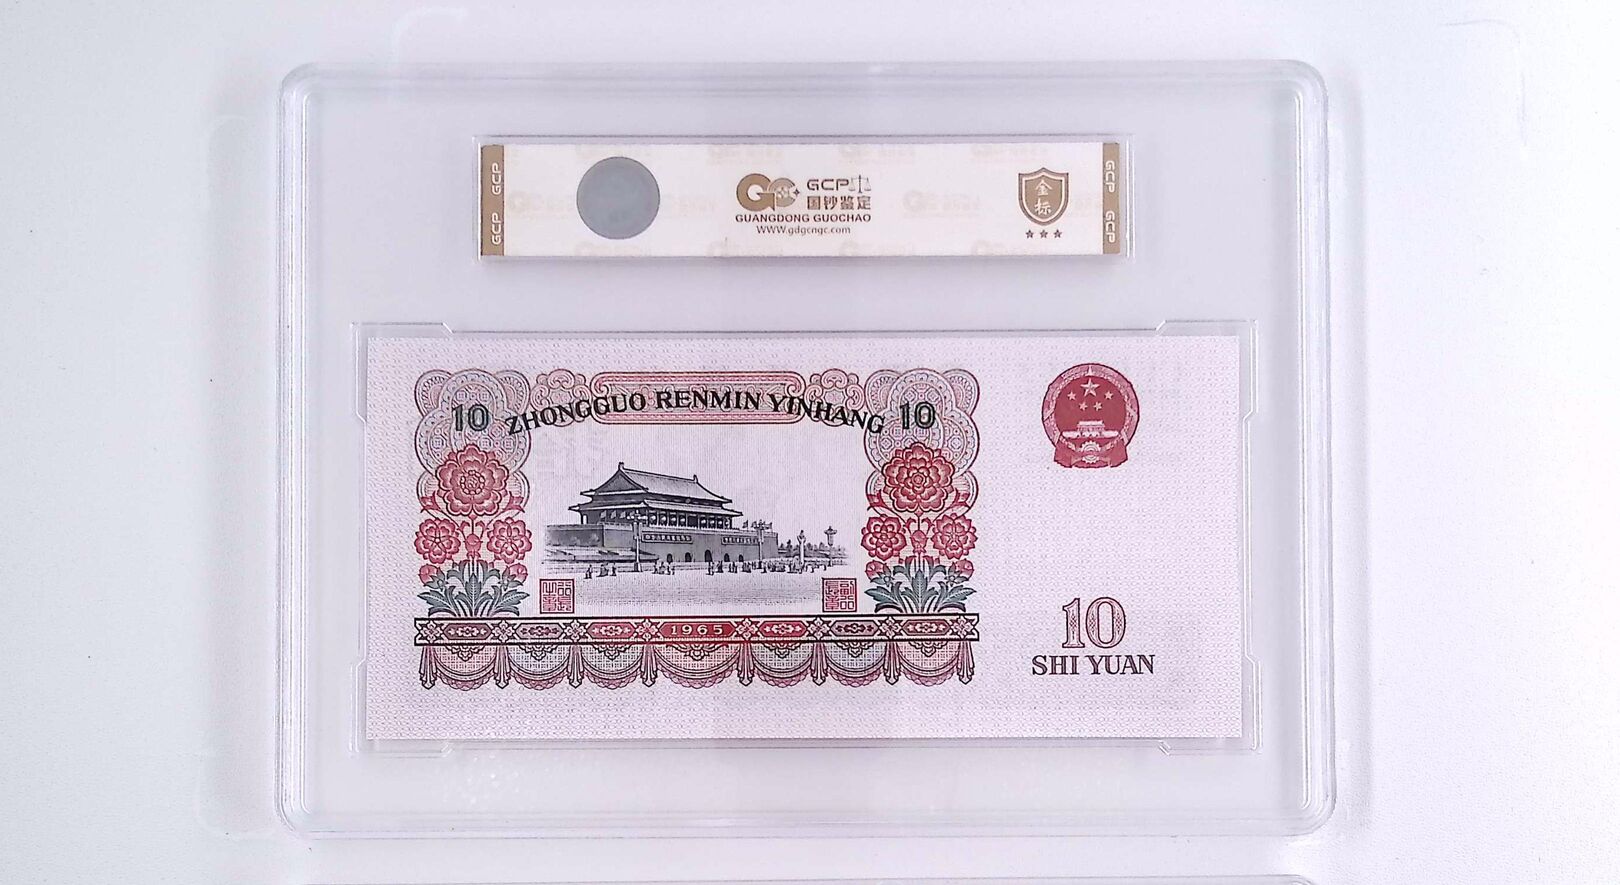 GCP GCP
GCP
国钞鉴定
GUANGDONG GUOCHAO
WWW.gdgcngc.com
金
标
GCP GCP
10 ZHONGGUO RENMIN YINHANG 10
1965
10
SHI YUAN